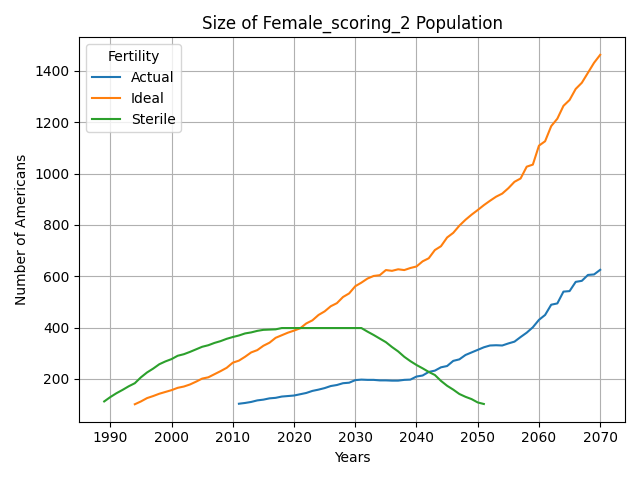 Size of Female_scoring_2 Population
Fertility
Actual
Ideal
Sterile
Number of Americans
1400
1200
1000
800
600
400
200
1990 2000 2010 2020 2030 2040 2050 2060 2070
Years